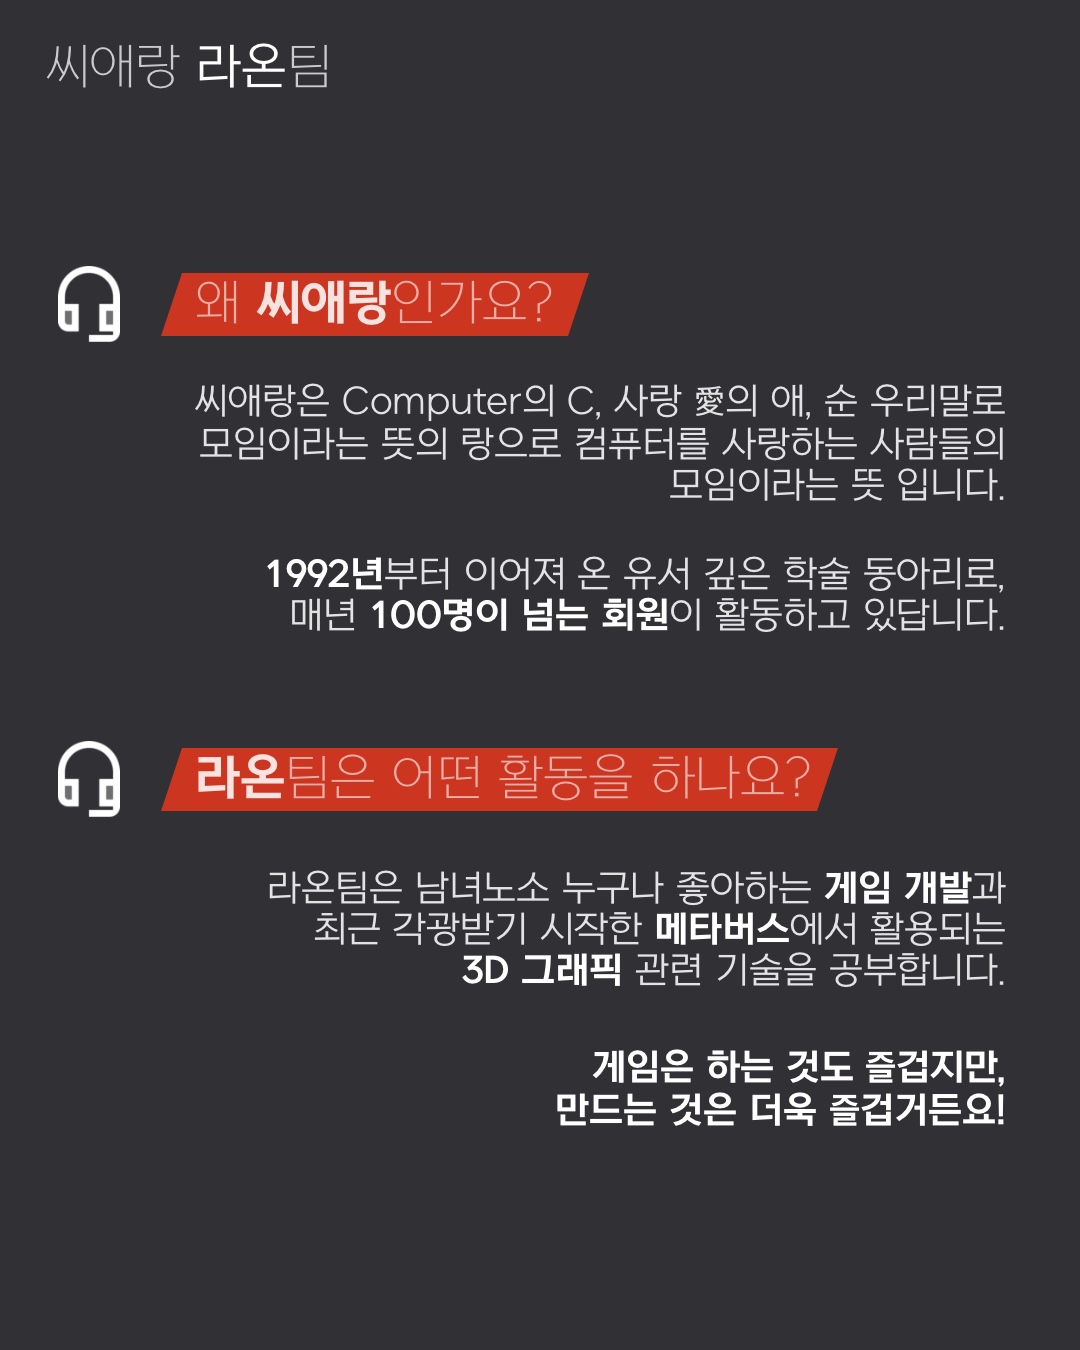 씨애랑 라온팀
왜 씨애랑인가요?
씨애랑은 Computer의 C, 사랑 愛의 애, 순 우리말로
모임이라는 뜻의 랑으로 컴퓨터를 사랑하는 사람들의
모임이라는 뜻 입니다.
1992년부터 이어져 온 유서 깊은 학술 동아리로,
매년 100명이 넘는 회원이 활동하고 있답니다.
라온팀은 어떤 활동을 하나요?
라온팀은 남녀노소 누구나 좋아하는 게임 개발과
최근 각광받기 시작한 메타버스에서 활용되는
3D 그래픽 관련 기술을 공부합니다.
게임은 하는 것도 즐겁지만,
만드는 것은 더욱 즐겁거든요!